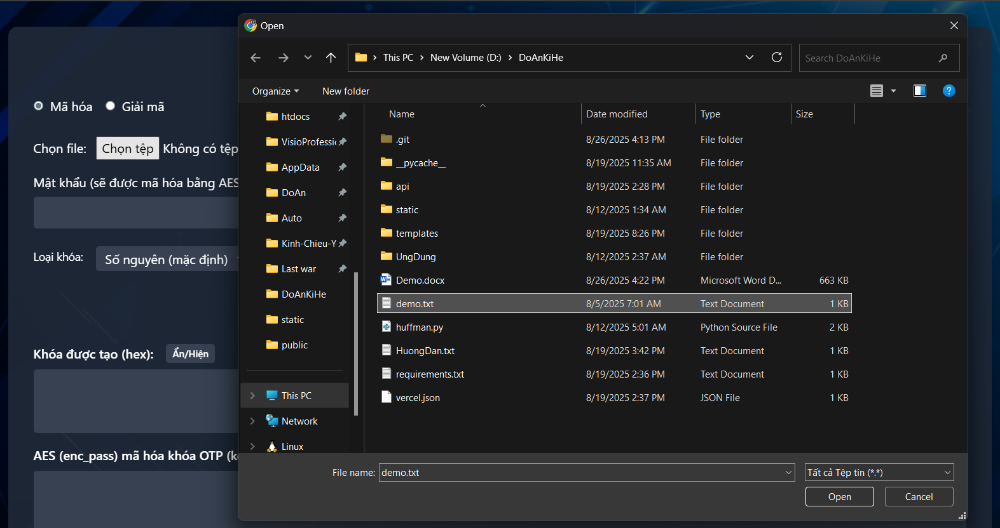 Open
This PC > New Volume (D:) > DoAnKiHe
Search DoAnKiHe
Organize
New folder
?
Mã hóa
Giải mã
Chọn file:
Chọn tệp
Không có tệp
Mật khẩu (sẽ được mã hóa bằng AES
Loại khóa:
Số nguyên (mặc định)
Khóa được tạo (hex):
Ẩn/Hiện
AES (enc_pass) mã hóa khóa OTP (k
htdocs
VisioProfessi
AppData
DoAn
Auto
Kinh-Chieu-Y
Last war
DoAnKiHe
static
public
This PC
Network
Linux
Name Date modified Type Size
.git 8/26/2025 4:13 PM File folder
__pycache__ 8/19/2025 11:35 AM File folder
api 8/19/2025 2:28 PM File folder
static 8/12/2025 1:34 AM File folder
templates 8/19/2025 8:26 PM File folder
UngDung 8/12/2025 2:37 AM File folder
Demo.docx 8/26/2025 4:22 PM Microsoft Word D... 663 KB
demo.txt 8/5/2025 7:01 AM Text Document 1 KB
huffman.py 8/12/2025 5:01 AM Python Source File 2 KB
HuongDan.txt 8/19/2025 3:42 PM Text Document 1 KB
requirements.txt 8/19/2025 2:36 PM Text Document 1 KB
vercel.json 8/19/2025 2:37 PM JSON File 1 KB
File name: demo.txt
Tất cả Tệp tin (*.*)
Open
Cancel